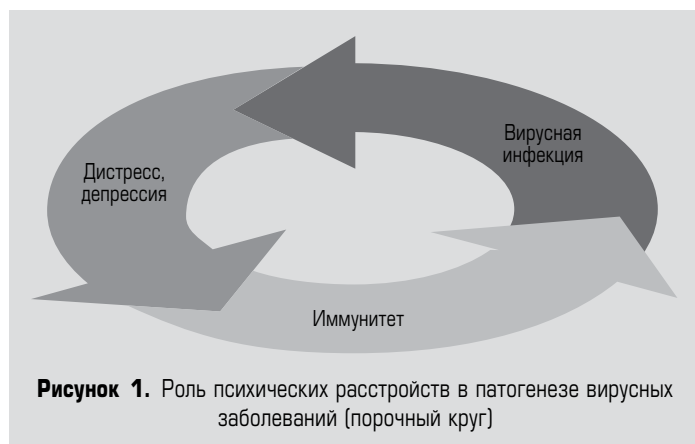 Вирусная
инфекция
Дистресс,
депрессия
Иммунитет
Рисунок 1. Роль психических расстройств в патогенезе вирусных
заболеваний (порочный круг)